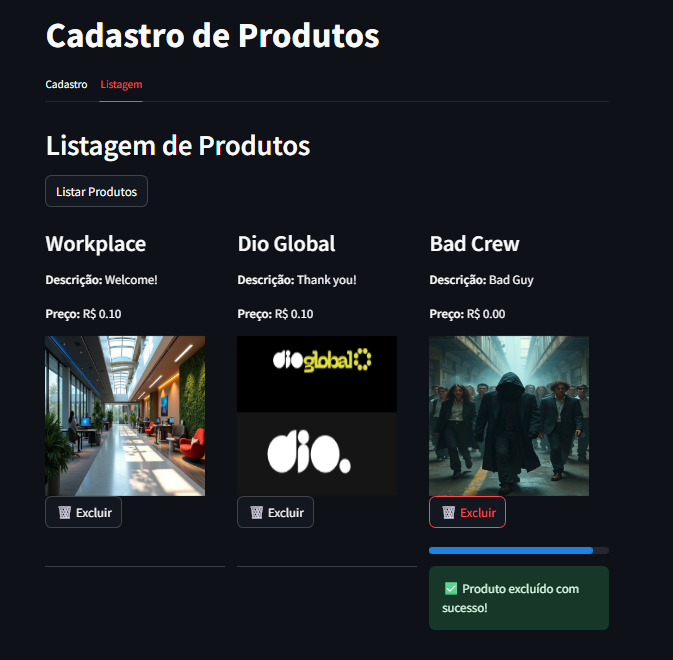 Cadastro de Produtos
Cadastro Listagem
Listagem de Produtos
Listar Produtos
Workplace
Descrição: Welcome!
Preço: R$ 0.10
Excluir
Dio Global
Descrição: Thank you!
Preço: R$ 0.10
dio global
dio.
Excluir
Bad Crew
Descrição: Bad Guy
Preço: R$ 0.00
Excluir
✅ Produto excluído com
sucesso!